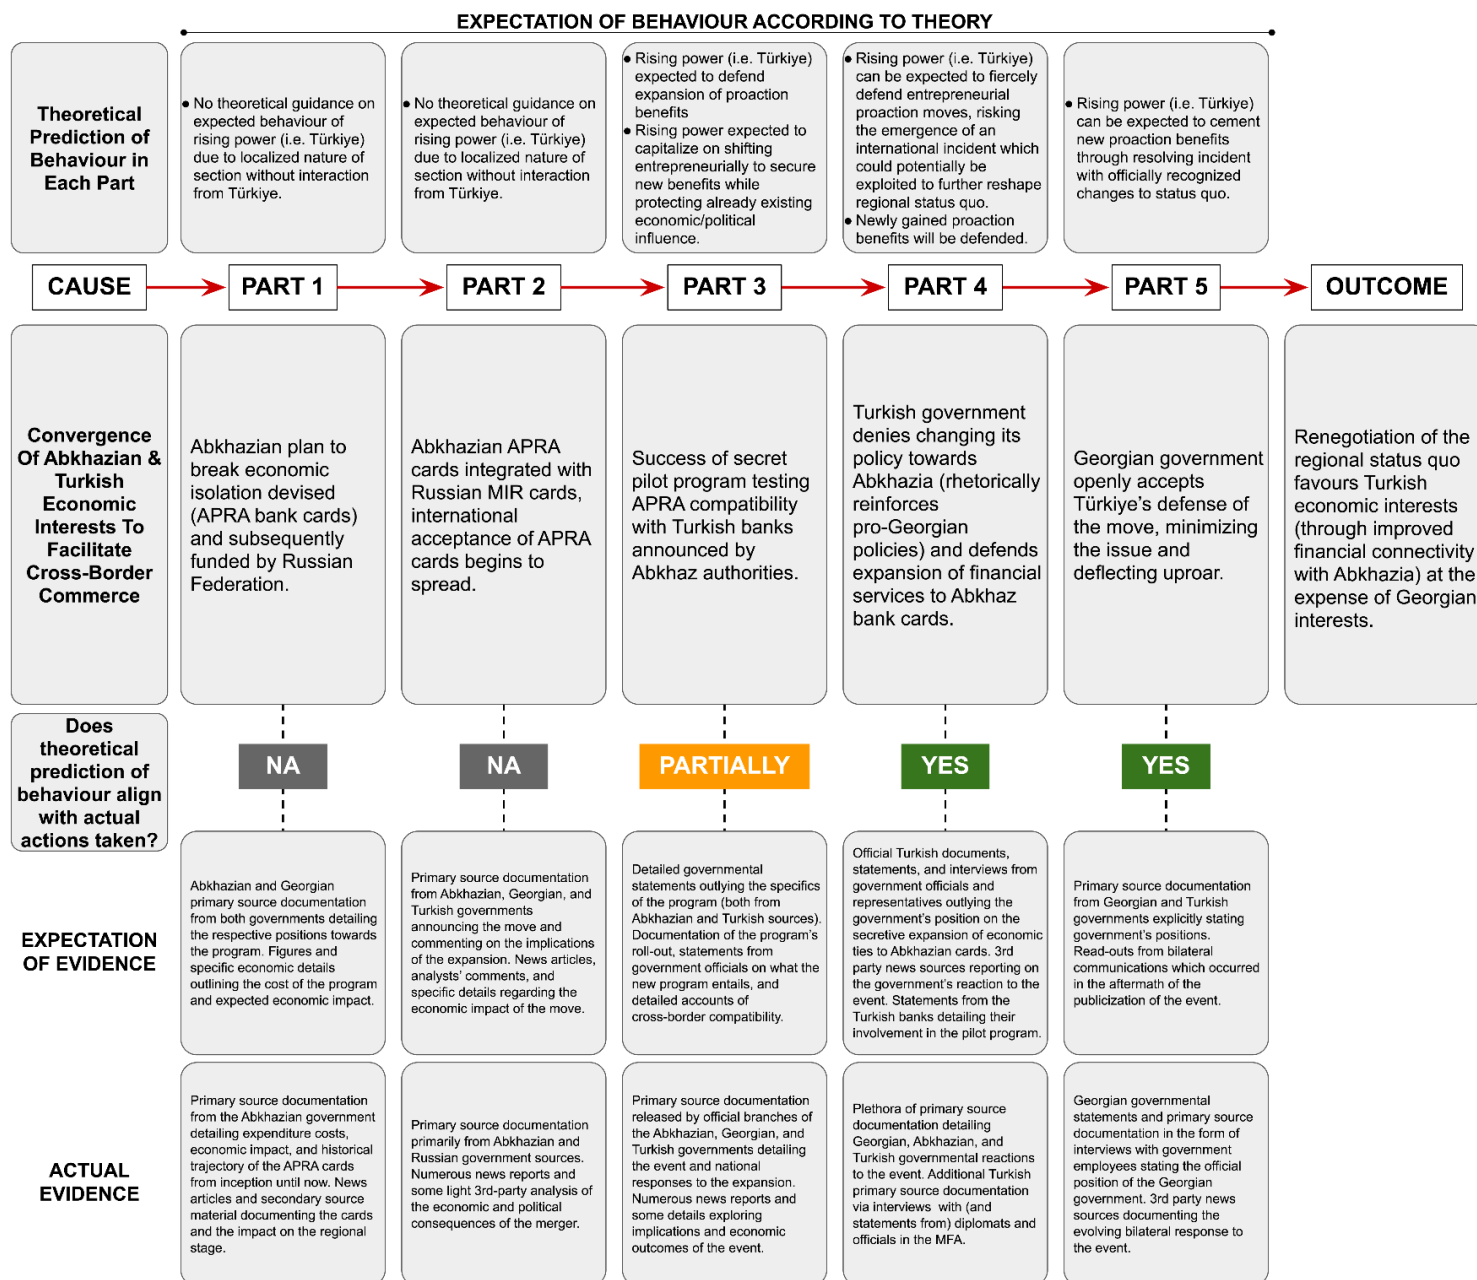 EXPECTATION OF BEHAVIOUR ACCORDING TO THEORY
Theoretical
Prediction of
Behaviour in
Each Part
● No theoretical guidance on
expected behaviour of
rising power (i.e. Türkiye)
due to localized nature of
section without interaction
from Türkiye.
● No theoretical guidance on
expected behaviour of
rising power (i.e. Türkiye)
due to localized nature of
section without interaction
from Türkiye.
● Rising power (i.e. Türkiye)
expected to defend
expansion of proaction
benefits
● Rising power expected to
capitalize on shifting
entrepreneurially to secure
new benefits while
protecting already existing
economic/political
influence.
● Rising power (i.e. Türkiye)
can be expected to fiercely
defend entrepreneurial
proaction moves, risking
the emergence of an
international incident which
could potentially be
exploited to further reshape
regional status quo.
● Newly gained proaction
benefits will be defended.
● Rising power (i.e. Türkiye)
can be expected to cement
new proaction benefits
through resolving incident
with officially recognized
changes to status quo.
CAUSE
PART 1
PART 2
PART 3
PART 4
PART 5
OUTCOME
Convergence
Of Abkhazian &
Turkish
Economic
Interests To
Facilitate
Cross-Border
Commerce
Abkhazian plan to
break economic
isolation devised
(APRA bank cards)
and subsequently
funded by Russian
Federation.
Abkhazian APRA
cards integrated with
Russian MIR cards,
international
acceptance of APRA
cards begins to
spread.
Success of secret
pilot program testing
APRA compatibility
with Turkish banks
announced by
Abkhaz authorities.
Turkish government
denies changing its
policy towards
Abkhazia (rhetorically
reinforces
pro-Georgian
policies) and defends
expansion of financial
services to Abkhaz
bank cards.
Georgian government
openly accepts
Türkiye's defense of
the move, minimizing
the issue and
deflecting uproar.
Renegotiation of the
regional status quo
favours Turkish
economic interests
(through improved
financial connectivity
with Abkhazia) at the
expense of Georgian
interests.
Does
theoretical
prediction of
behaviour align
with actual
actions taken?
NA
NA
PARTIALLY
YES
YES
EXPECTATION
OF EVIDENCE
Abkhazian and Georgian
primary source documentation
from both governments detailing
the respective positions towards
the program. Figures and
specific economic details
outlining the cost of the program
and expected economic impact.
Primary source documentation
from Abkhazian, Georgian, and
Turkish governments
announcing the move and
commenting on the implications
of the expansion. News articles,
analysts' comments, and
specific details regarding the
economic impact of the move.
Detailed governmental
statements outlying the specifics
of the program (both from
Abkhazian and Turkish sources).
Documentation of the program's
roll-out, statements from
government officials on what the
new program entails, and
detailed accounts of
cross-border compatibility.
Official Turkish documents,
statements, and interviews from
government officials and
representatives outlying the
government's position on the
secretive expansion of economic
ties to Abkhazian cards. 3rd
party news sources reporting on
the government's reaction to the
event. Statements from the
Turkish banks detailing their
involvement in the pilot program.
Primary source documentation
from Georgian and Turkish
governments explicitly stating
government's positions.
Read-outs from bilateral
communications which occurred
in the aftermath of the
publicization of the event.
ACTUAL
EVIDENCE
Primary source documentation
from the Abkhazian government
detailing expenditure costs,
economic impact, and historical
trajectory of the APRA cards
from inception until now. News
articles and secondary source
material documenting the cards
and the impact on the regional
stage.
Primary source documentation
primarily from Abkhazian and
Russian government sources.
Numerous news reports and
some light 3rd-party analysis of
the economic and political
consequences of the merger.
Primary source documentation
released by official branches of
the Abkhazian, Georgian, and
Turkish governments detailing
the event and national
responses to the expansion.
Numerous news reports and
some details exploring
implications and economic
outcomes of the event.
Plethora of primary source
documentation detailing
Georgian, Abkhazian, and
Turkish governmental reactions
to the event. Additional Turkish
primary source documentation
via interviews with (and
statements from) diplomats and
officials in the MFA.
Georgian governmental
statements and primary source
documentation in the form of
interviews with government
employees stating the official
position of the Georgian
government. 3rd party news
sources documenting the
evolving bilateral response to
the event.